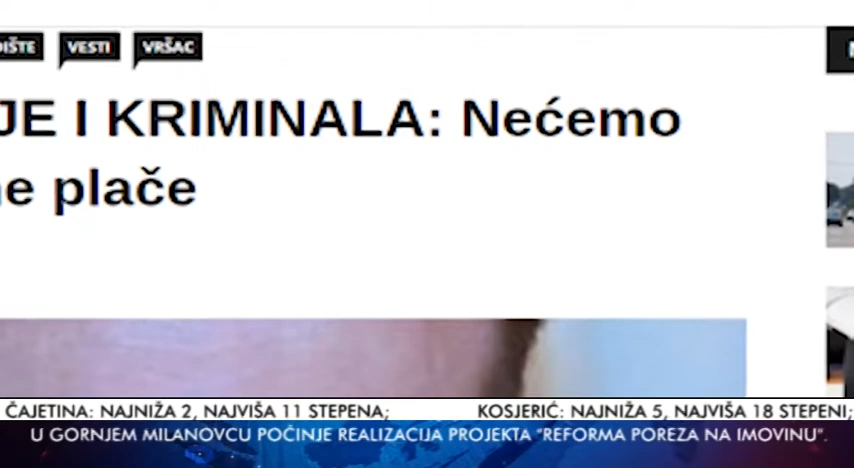 VESTI VRŠAC
JE I KRIMINALA: Nećemo
plače
ČAJETINA: NAJNIŽA 2, NAJVIŠA 11 STEPENA; KOSJERIĆ: NAJNIŽA 5, NAJVIŠA 18 STEPENI;
U GORNJEM MILANOVCU POČINJE REALIZACIJA PROJEKTA "REFORMA POREZA NA IMOVINU".